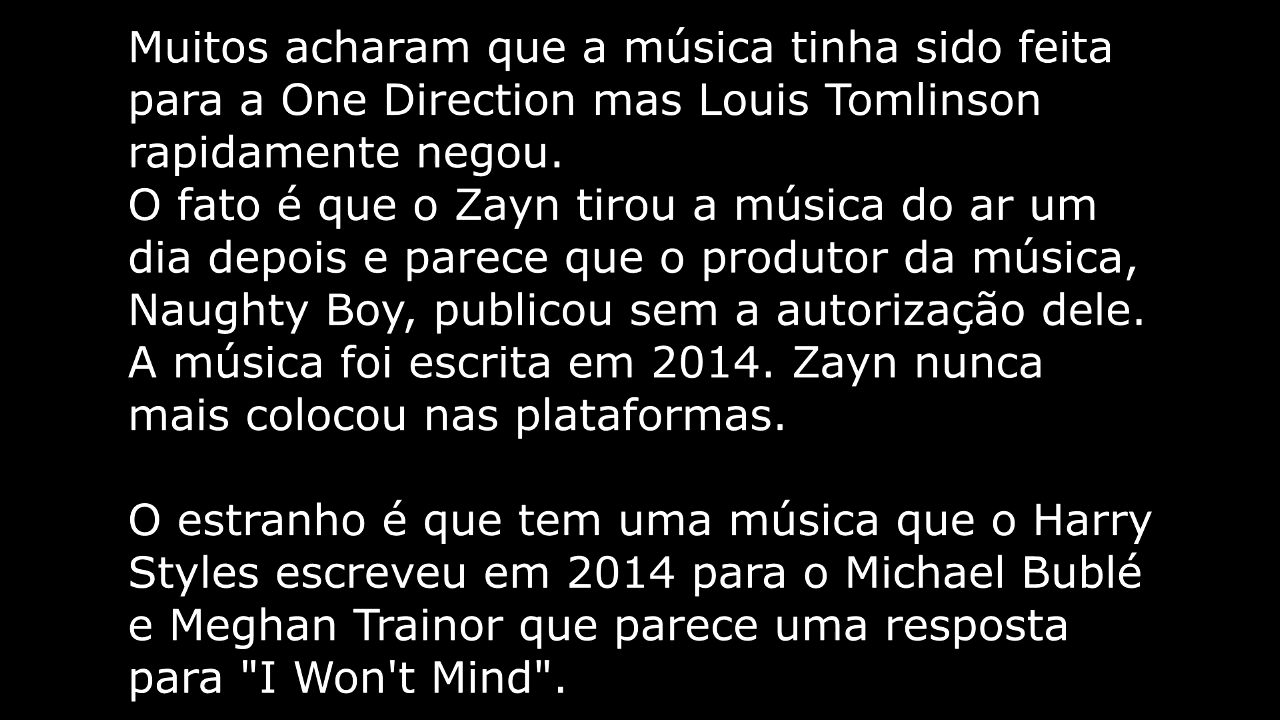 Muitos acharam que a música tinha sido feita
para a One Direction mas Louis Tomlinson
rapidamente negou.
O fato é que o Zayn tirou a música do ar um
dia depois e parece que o produtor da música,
Naughty Boy, publicou sem a autorização dele.
A música foi escrita em 2014. Zayn nunca
mais colocou nas plataformas.
O estranho é que tem uma música que o Harry
Styles escreveu em 2014 para o Michael Bublé
e Meghan Trainor que parece uma resposta
para "I Won't Mind".